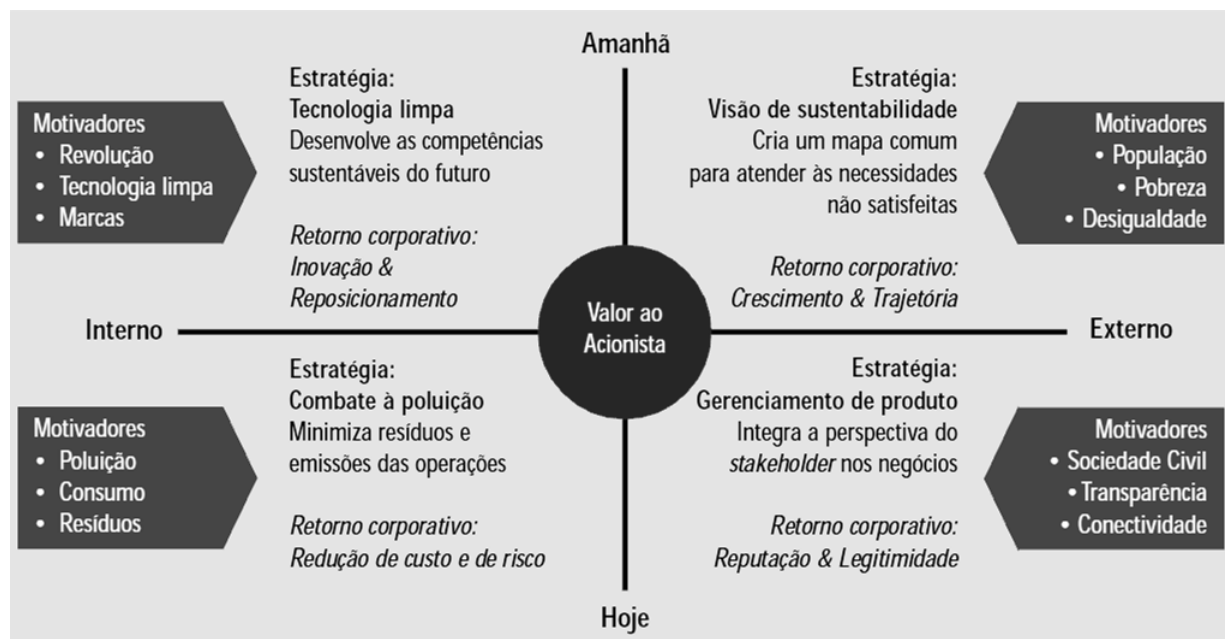 Amanhã
Motivadores
• Revolução
• Tecnologia limpa
• Marcas
Estratégia:
Tecnologia limpa
Desenvolve as competências
sustentáveis do futuro
Retorno corporativo:
Inovação &
Reposicionamento
Estratégia:
Visão de sustentabilidade
Cria um mapa comum
para atender às necessidades
não satisfeitas
Retorno corporativo:
Crescimento & Trajetória
Motivadores
• População
• Pobreza
• Desigualdade
Interno
Valor ao
Acionista
Externo
Motivadores
• Poluição
• Consumo
• Resíduos
Estratégia:
Combate à poluição
Minimiza resíduos e
emissões das operações
Retorno corporativo:
Redução de custo e de risco
Estratégia:
Gerenciamento de produto
Integra a perspectiva do
stakeholder nos negócios
Retorno corporativo:
Reputação & Legitimidade
Motivadores
• Sociedade Civil
• Transparência
• Conectividade
Hoje